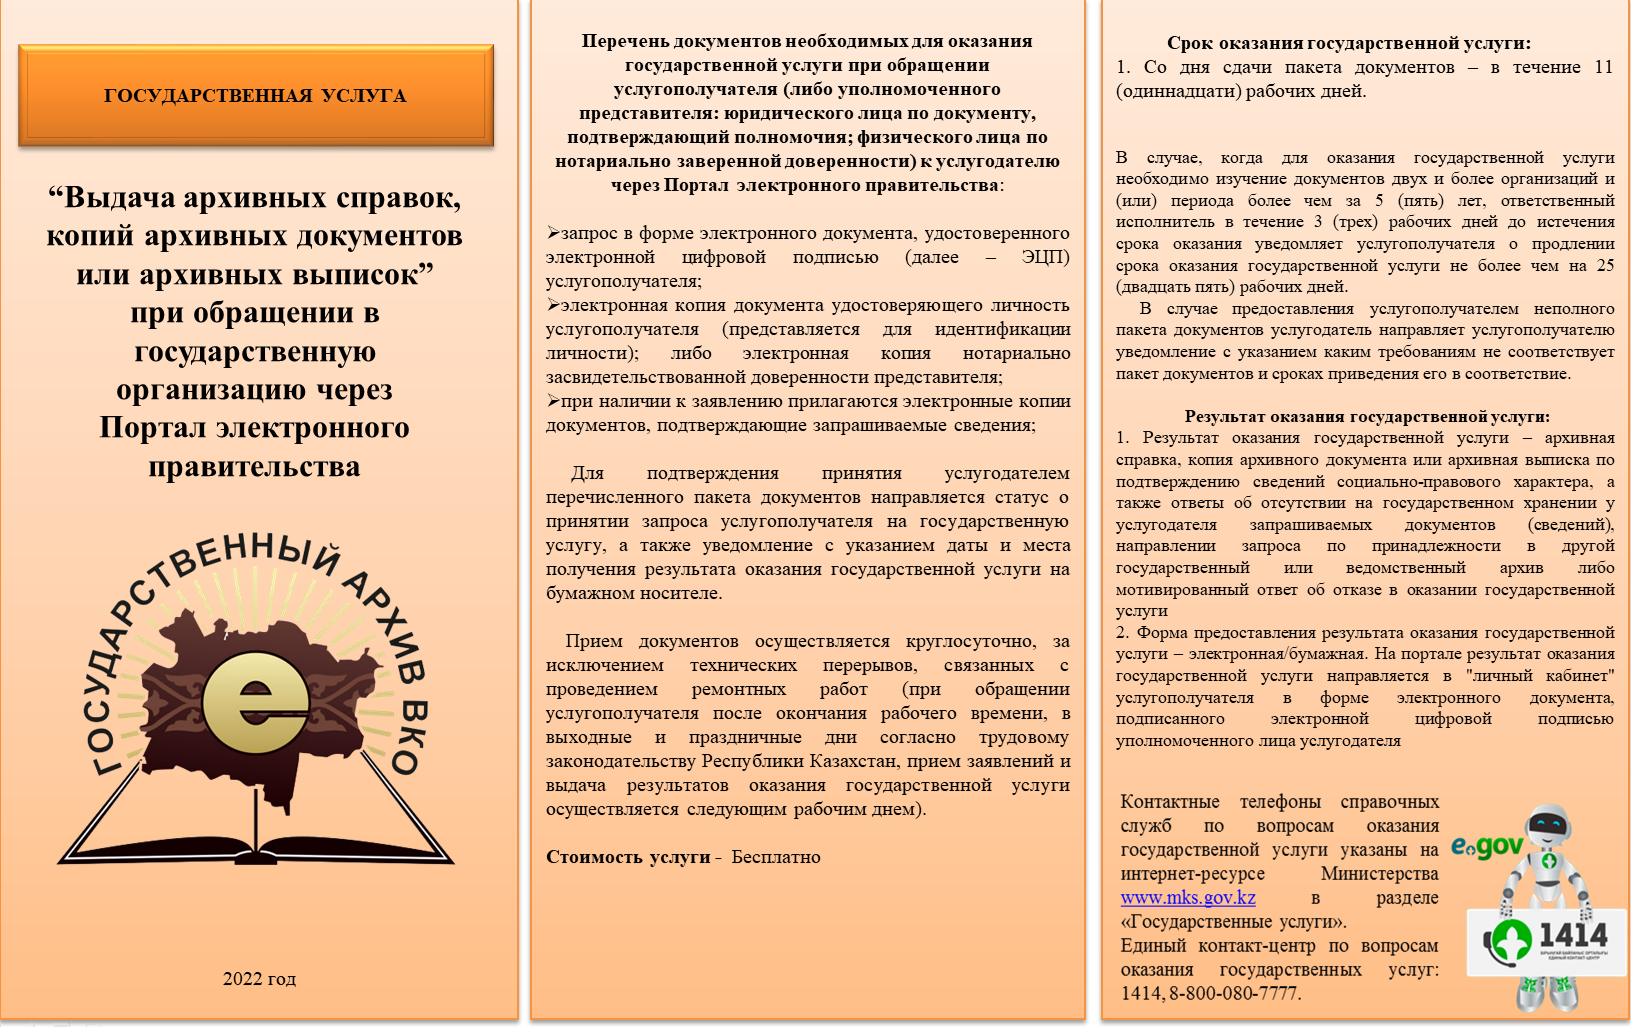 ГОСУДАРСТВЕННАЯ УСЛУГА
“Выдача архивных справок,
копий архивных документов
или архивных выписок”
при обращении в
государственную
организацию через
Портал электронного
правительства
ГОСУДАРСТВЕННЫЙ АРХИВ ВКО
е
2022 год
Перечень документов необходимых для оказания
государственной услуги при обращении
услугополучателя (либо уполномоченного
представителя: юридического лица по документу,
подтверждающий полномочия; физического лица по
нотариально заверенной доверенности) к услугодателю
через Портал электронного правительства:
➢запрос в форме электронного документа, удостоверенного
электронной цифровой подписью (далее – ЭЦП)
услугополучателя;
➢электронная копия документа удостоверяющего личность
услугополучателя (представляется для идентификации
личности); либо электронная копия нотариально
засвидетельствованной доверенности представителя;
➢при наличии к заявлению прилагаются электронные копии
документов, подтверждающие запрашиваемые сведения;
Для подтверждения принятия услугодателем
перечисленного пакета документов направляется статус о
принятии запроса услугополучателя на государственную
услугу, а также уведомление с указанием даты и места
получения результата оказания государственной услуги на
бумажном носителе.
Прием документов осуществляется круглосуточно, за
исключением технических перерывов, связанных с
проведением ремонтных работ (при обращении
услугополучателя после окончания рабочего времени, в
выходные и праздничные дни согласно трудовому
законодательству Республики Казахстан, прием заявлений и
выдача результатов оказания государственной услуги
осуществляется следующим рабочим днем).
Стоимость услуги - Бесплатно
Срок оказания государственной услуги:
1. Со дня сдачи пакета документов – в течение 11
(одиннадцати) рабочих дней.
В случае, когда для оказания государственной услуги
необходимо изучение документов двух и более организаций и
(или) периода более чем за 5 (пять) лет, ответственный
исполнитель в течение 3 (трех) рабочих дней до истечения
срока оказания уведомляет услугополучателя о продлении
срока оказания государственной услуги не более чем на 25
(двадцать пять) рабочих дней.
В случае предоставления услугополучателем неполного
пакета документов услугодатель направляет услугополучателю
уведомление с указанием каким требованиям не соответствует
пакет документов и сроках приведения его в соответствие.
Результат оказания государственной услуги:
1. Результат оказания государственной услуги – архивная
справка, копия архивного документа или архивная выписка по
подтверждению сведений социально-правового характера, а
также ответы об отсутствии на государственном хранении у
услугодателя запрашиваемых документов (сведений),
направлении запроса по принадлежности в другой
государственный или ведомственный архив либо
мотивированный ответ об отказе в оказании государственной
услуги
2. Форма предоставления результата оказания государственной
услуги – электронная/бумажная. На портале результат оказания
государственной услуги направляется в "личный кабинет"
услугополучателя в форме электронного документа,
подписанного электронной цифровой подписью
уполномоченного лица услугодателя
Контактные телефоны справочных
служб по вопросам оказания
государственной услуги указаны на
интернет-ресурсе Министерства
www.mks.gov.kz в разделе
«Государственные услуги».
Единый контакт-центр по вопросам
оказания государственных услуг:
1414, 8-800-080-7777.
e.gov
1414
БІРЫҢҒАЙ БАЙЛАНЫС ОРТАЛЫҒЫ
ЕДИНЫЙ КОНТАКТ-ЦЕНТР